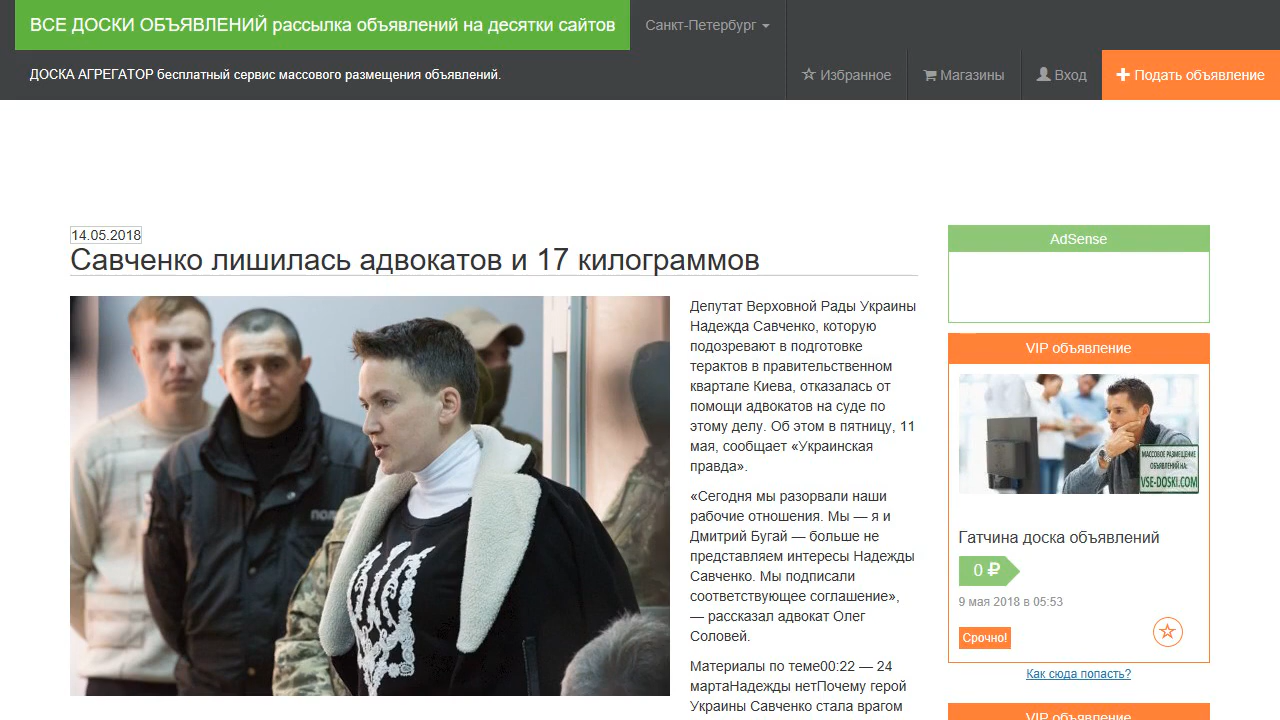 ВСЕ ДОСКИ ОБЪЯВЛЕНИЙ рассылка объявлений на десятки сайтов
Санкт-Петербург
ДОСКА АГРЕГАТОР бесплатный сервис массового размещения объявлений.
Избранное
Магазины
Вход
Подать объявление
14.05.2018
Савченко лишилась адвокатов и 17 килограммов
Депутат Верховной Рады Украины
Надежда Савченко, которую
подозревают в подготовке
терактов в правительственном
квартале Киева, отказалась от
помощи адвокатов на суде по
этому делу. Об этом в пятницу, 11
мая, сообщает «Украинская
правда».
«Сегодня мы разорвали наши
рабочие отношения. Мы — я и
Дмитрий Бугай — больше не
представляем интересы Надежды
Савченко. Мы подписали
соответствующее соглашение»,
— рассказал адвокат Олег
Соловей.
Материалы по теме00:22 — 24
мартаНадежды нетПочему герой
Украины Савченко стала врагом
AdSense
VIP объявление
МАССОВОЕ РАЗМЕЩЕНИЕ
ОБЪЯВЛЕНИЙ НА:
VSE-DOSKI.COM
Гатчина доска объявлений
0 ₽
9 мая 2018 в 05:53
Срочно!
Как сюда попасть?
VIP объявление